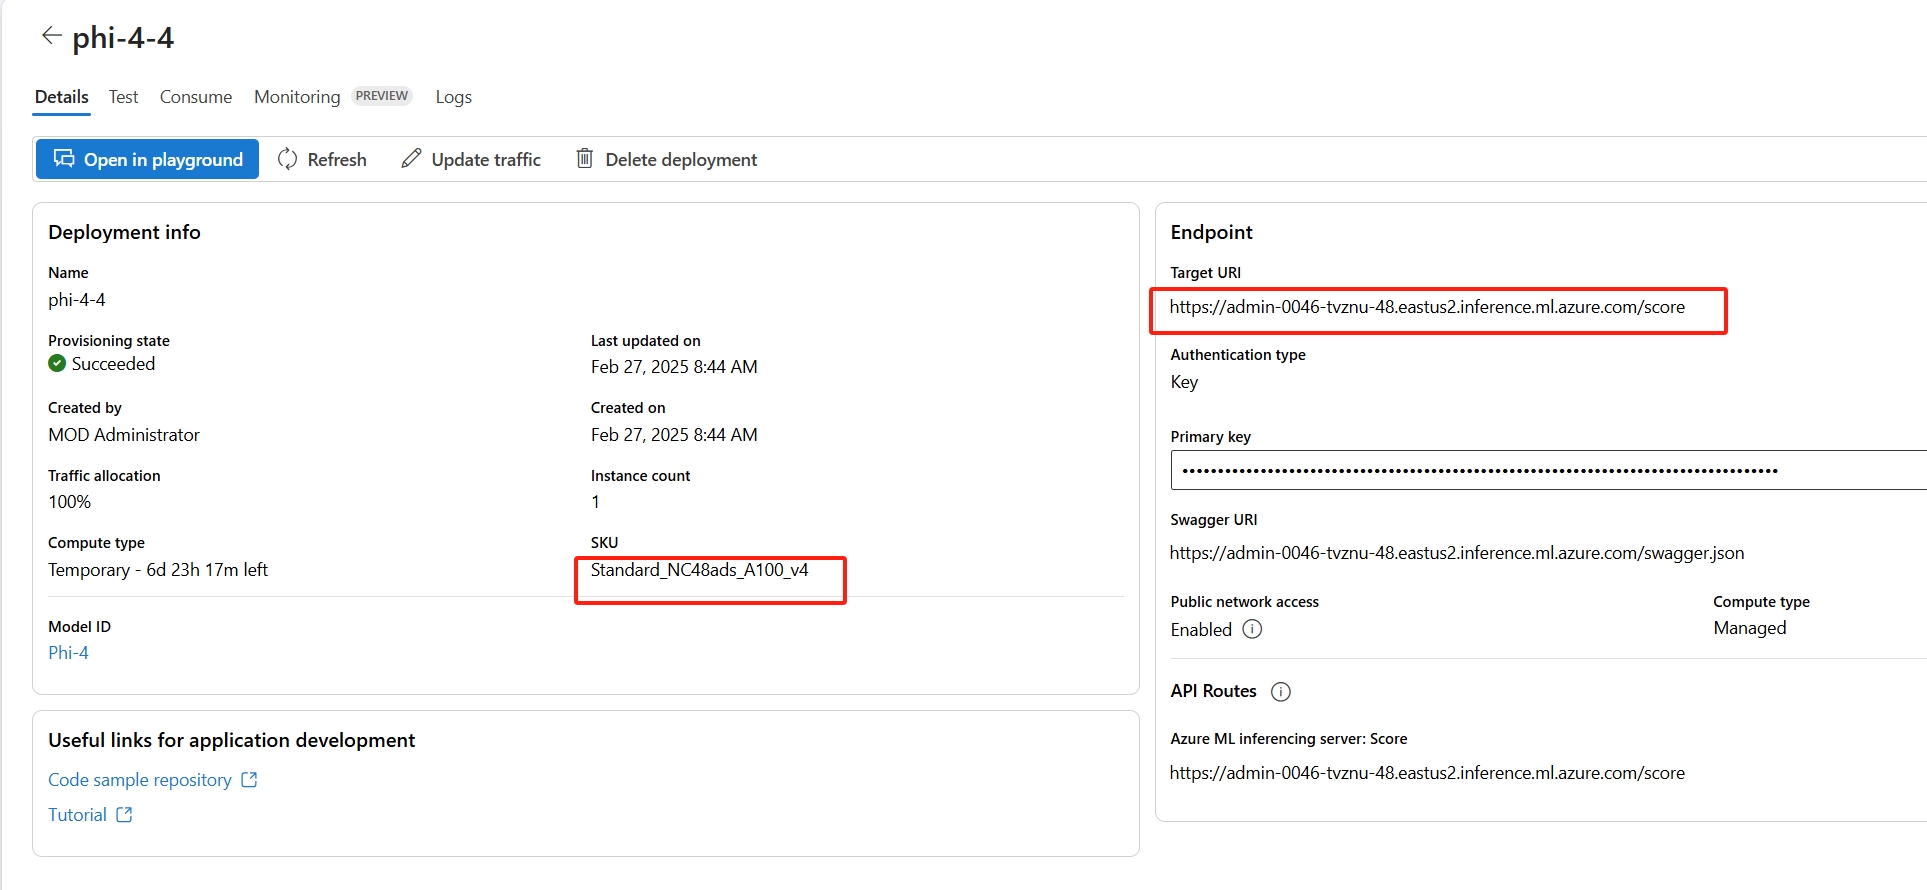 phi-4-4
Details Test Consume Monitoring PREVIEW Logs
Open in playground Refresh Update traffic Delete deployment
Deployment info
Name
phi-4-4
Provisioning state
Succeeded
Last updated on
Feb 27, 2025 8:44 AM
Created by
MOD Administrator
Created on
Feb 27, 2025 8:44 AM
Traffic allocation
100%
Instance count
1
Compute type
Temporary - 6d 23h 17m left
SKU
Standard_NC48ads_A100_v4
Model ID
Phi-4
Useful links for application development
Code sample repository
Tutorial
Endpoint
Target URI
https://admin-0046-tvznu-48.eastus2.inference.ml.azure.com/score
Authentication type
Key
Primary key
Swagger URI
https://admin-0046-tvznu-48.eastus2.inference.ml.azure.com/swagger.json
Public network access
Enabled
Compute type
Managed
API Routes
Azure ML inferencing server: Score
https://admin-0046-tvznu-48.eastus2.inference.ml.azure.com/score